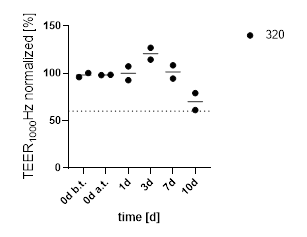 TEER1000Hz normalized [%]
150
100
50
0
0d b.t.
0d a.t.
1d
3d
7d
10d
time [d]
320